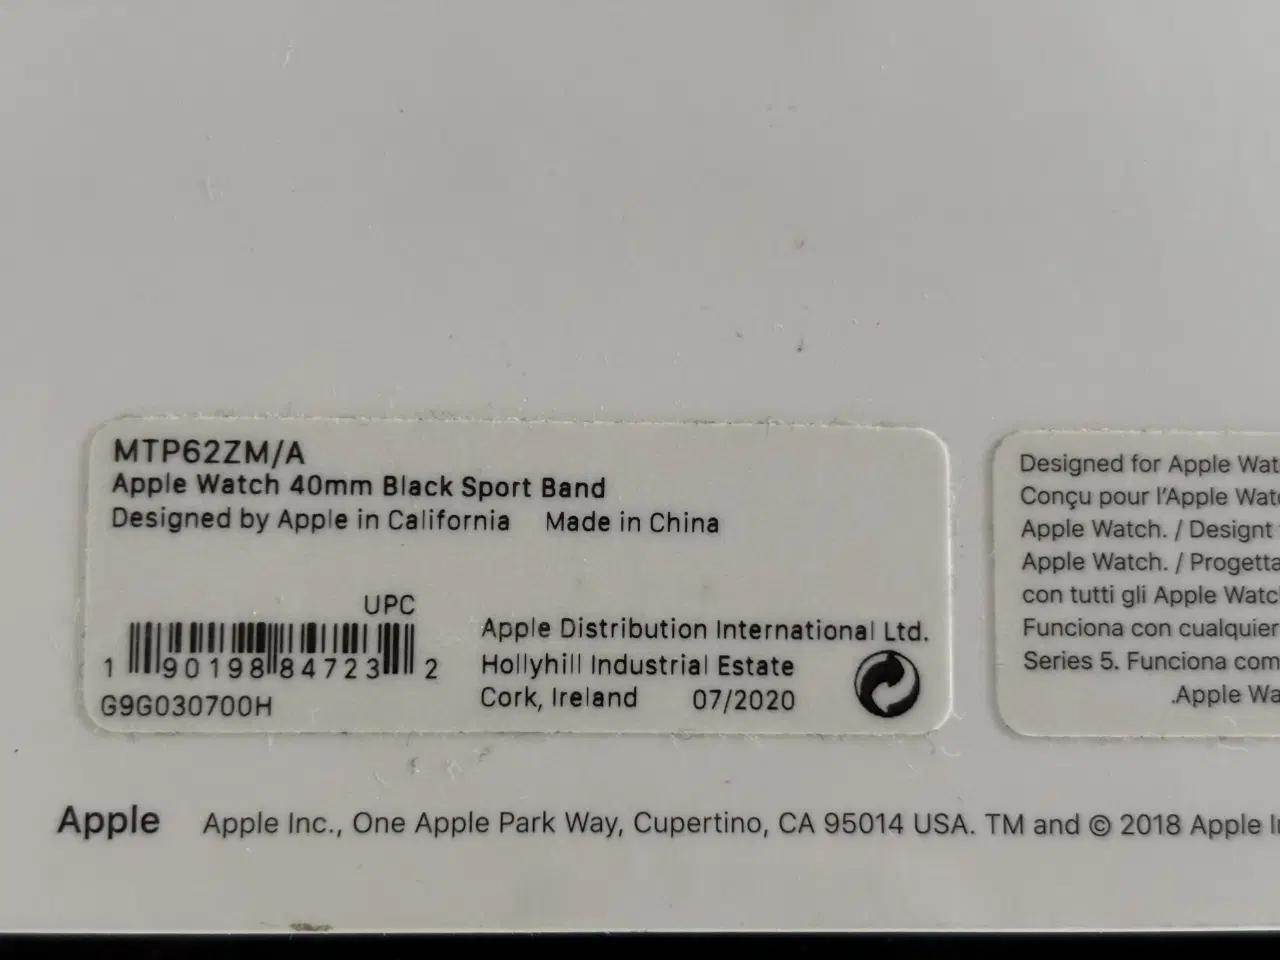 MTP62ZM/A
Apple Watch 40mm Black Sport Band
Designed by Apple in California Made in China
UPC
1 90198 84723 2
G9G030700H
Apple Distribution International Ltd.
Hollyhill Industrial Estate
Cork, Ireland 07/2020
Designed for Apple Wat
Conçu pour l'Apple Watc
Apple Watch. / Designt
Apple Watch. / Progetta
con tutti gli Apple Watc
Funciona con cualquier
Series 5. Funciona com
.Apple Wa
Apple Apple Inc., One Apple Park Way, Cupertino, CA 95014 USA. TM and © 2018 Apple I